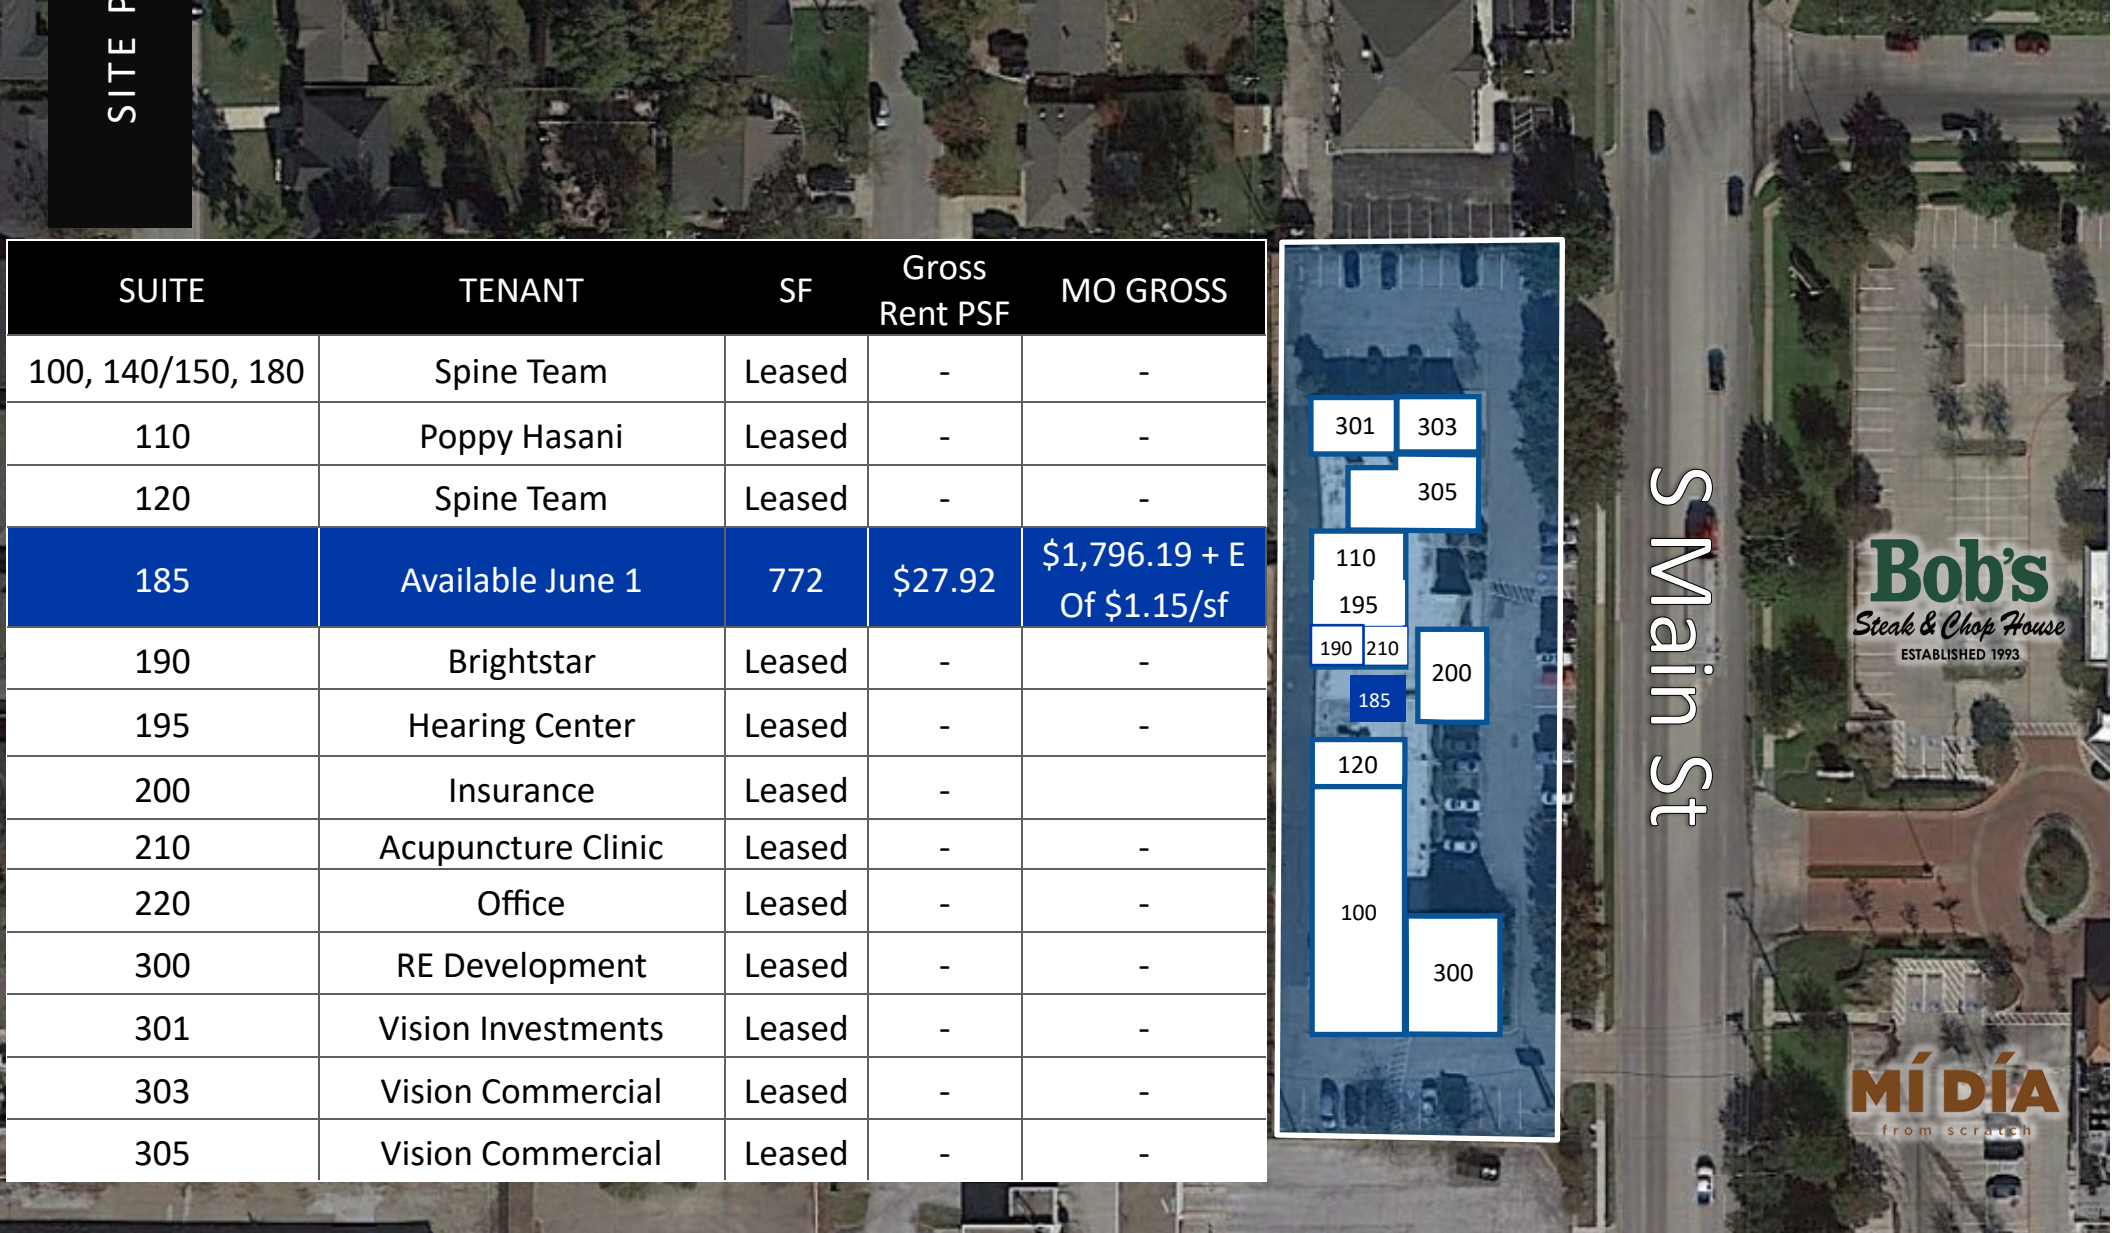 SITE P
SUITE TENANT SF Gross Rent PSF MO GROSS
100, 140/150, 180 Spine Team Leased - -
110 Poppy Hasani Leased - -
120 Spine Team Leased - -
185 Available June 1 772 $27.92 $1,796.19 + E Of $1.15/sf
190 Brightstar Leased - -
195 Hearing Center Leased - -
200 Insurance Leased -
210 Acupuncture Clinic Leased - -
220 Office Leased - -
300 RE Development Leased - -
301 Vision Investments Leased - -
303 Vision Commercial Leased - -
305 Vision Commercial Leased - -
301 303
305
110
195
190 210
200
185
120
100
300
S Main St
Bob's
Steak & Chop House
ESTABLISHED 1993
MÍ DÍA
from scratch